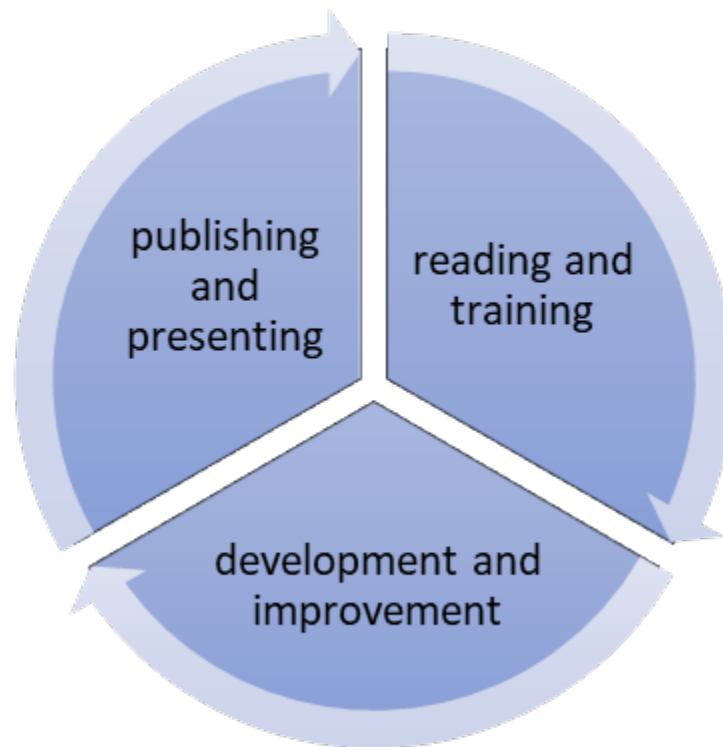 publishing
and
presenting
reading and
training
development and
improvement